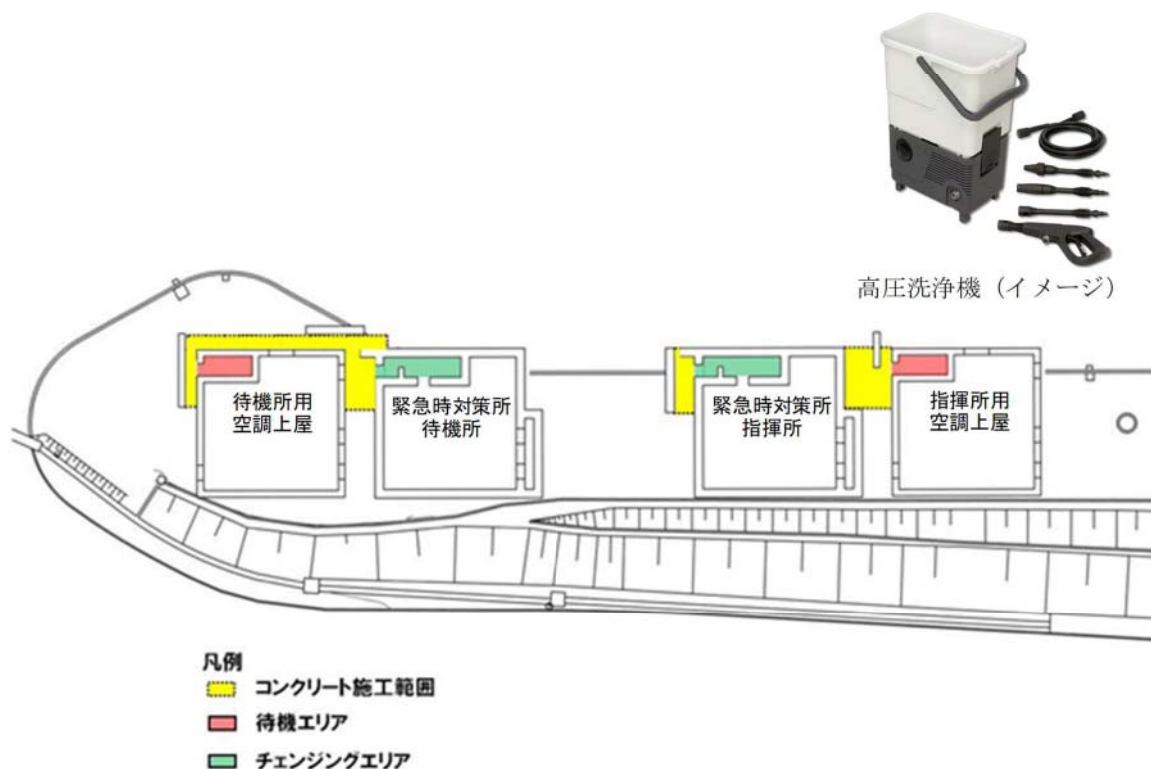 高圧洗浄機（イメージ）
待機所用
空調上屋
緊急時対策所
待機所
緊急時対策所
指揮所
指揮所用
空調上屋
凡例
コンクリート施工範囲
待機エリア
チェンジングエリア